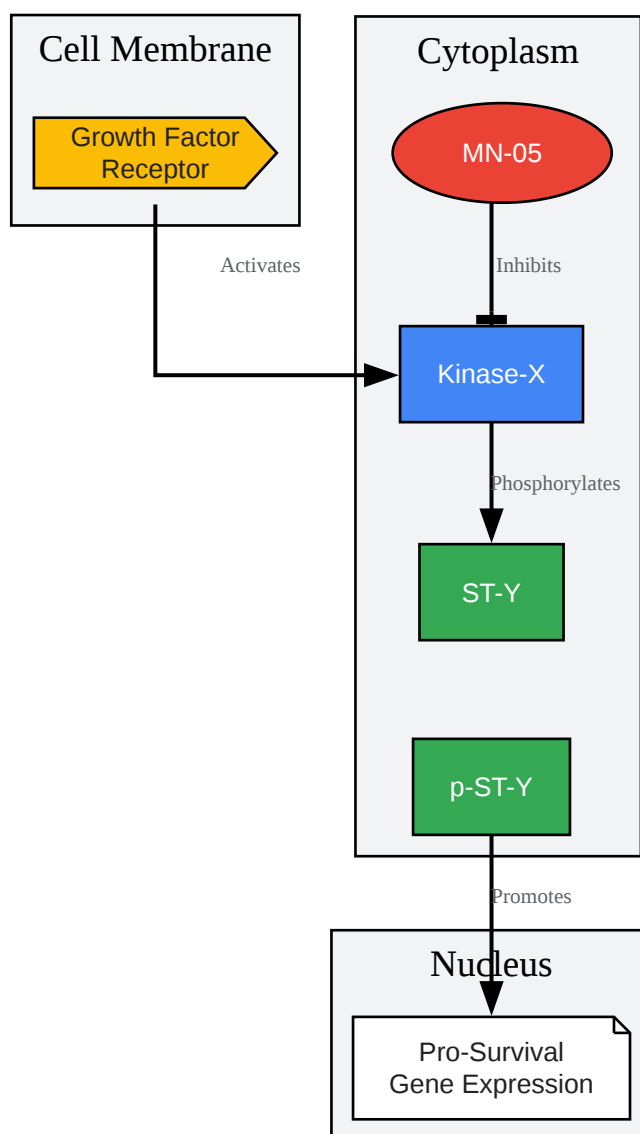 Cell Membrane
Growth Factor
Receptor
Activates
Cytoplasm
MN-05
Inhibits
Kinase-X
Phosphorylates
ST-Y
p-ST-Y
Promotes
Nucleus
Pro-Survival
Gene Expression